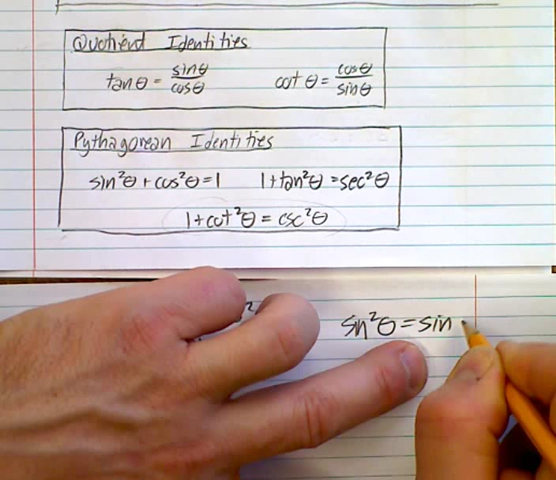 Quotient Identities
tanθ = sinθ/cosθ cotθ = cosθ/sinθ
Pythagorean Identities
sin²θ + cos²θ = 1 1 + tan²θ = sec²θ
1 + cot²θ = csc²θ
sin²θ = sin